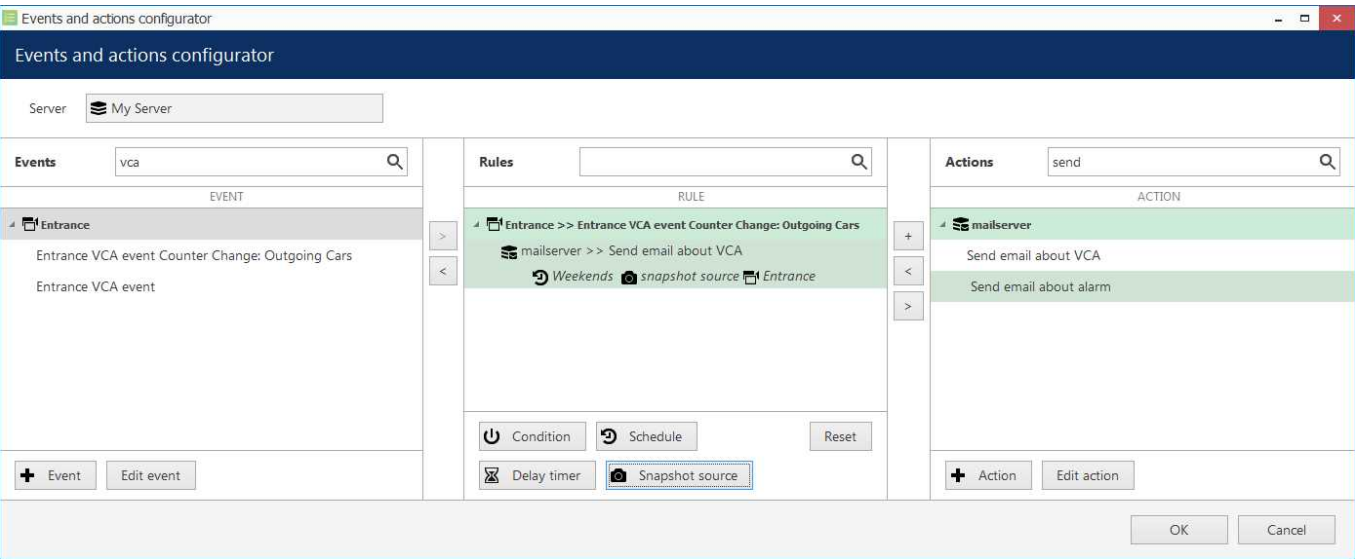 Events and actions configurator
Events and actions configurator
Server My Server
Events vca
EVENT
Entrance
Entrance VCA event Counter Change: Outgoing Cars
Entrance VCA event
+ Event Edit event
>
<
Rules
RULE
Entrance >> Entrance VCA event Counter Change: Outgoing Cars
mailserver >> Send email about VCA
Weekends snapshot source Entrance
Condition Schedule Reset
Delay timer Snapshot source
+
<
>
Actions send
ACTION
mailserver
Send email about VCA
Send email about alarm
+ Action Edit action
OK Cancel